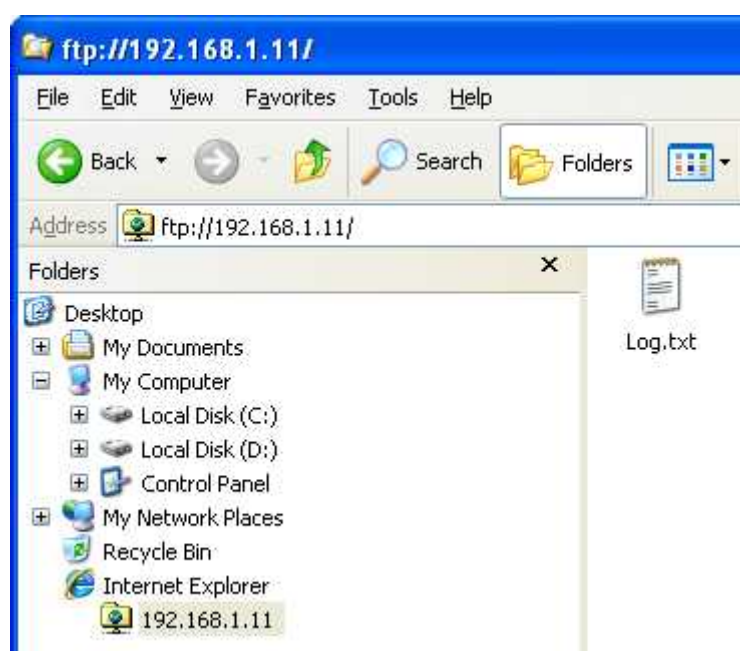 ftp://192.168.1.11/
File Edit View Favorites Tools Help
Back Search Folders
Address ftp://192.168.1.11/
Folders
Desktop
My Documents
My Computer
Local Disk (C:)
Local Disk (D:)
Control Panel
My Network Places
Recycle Bin
Internet Explorer
192.168.1.11
Log.txt